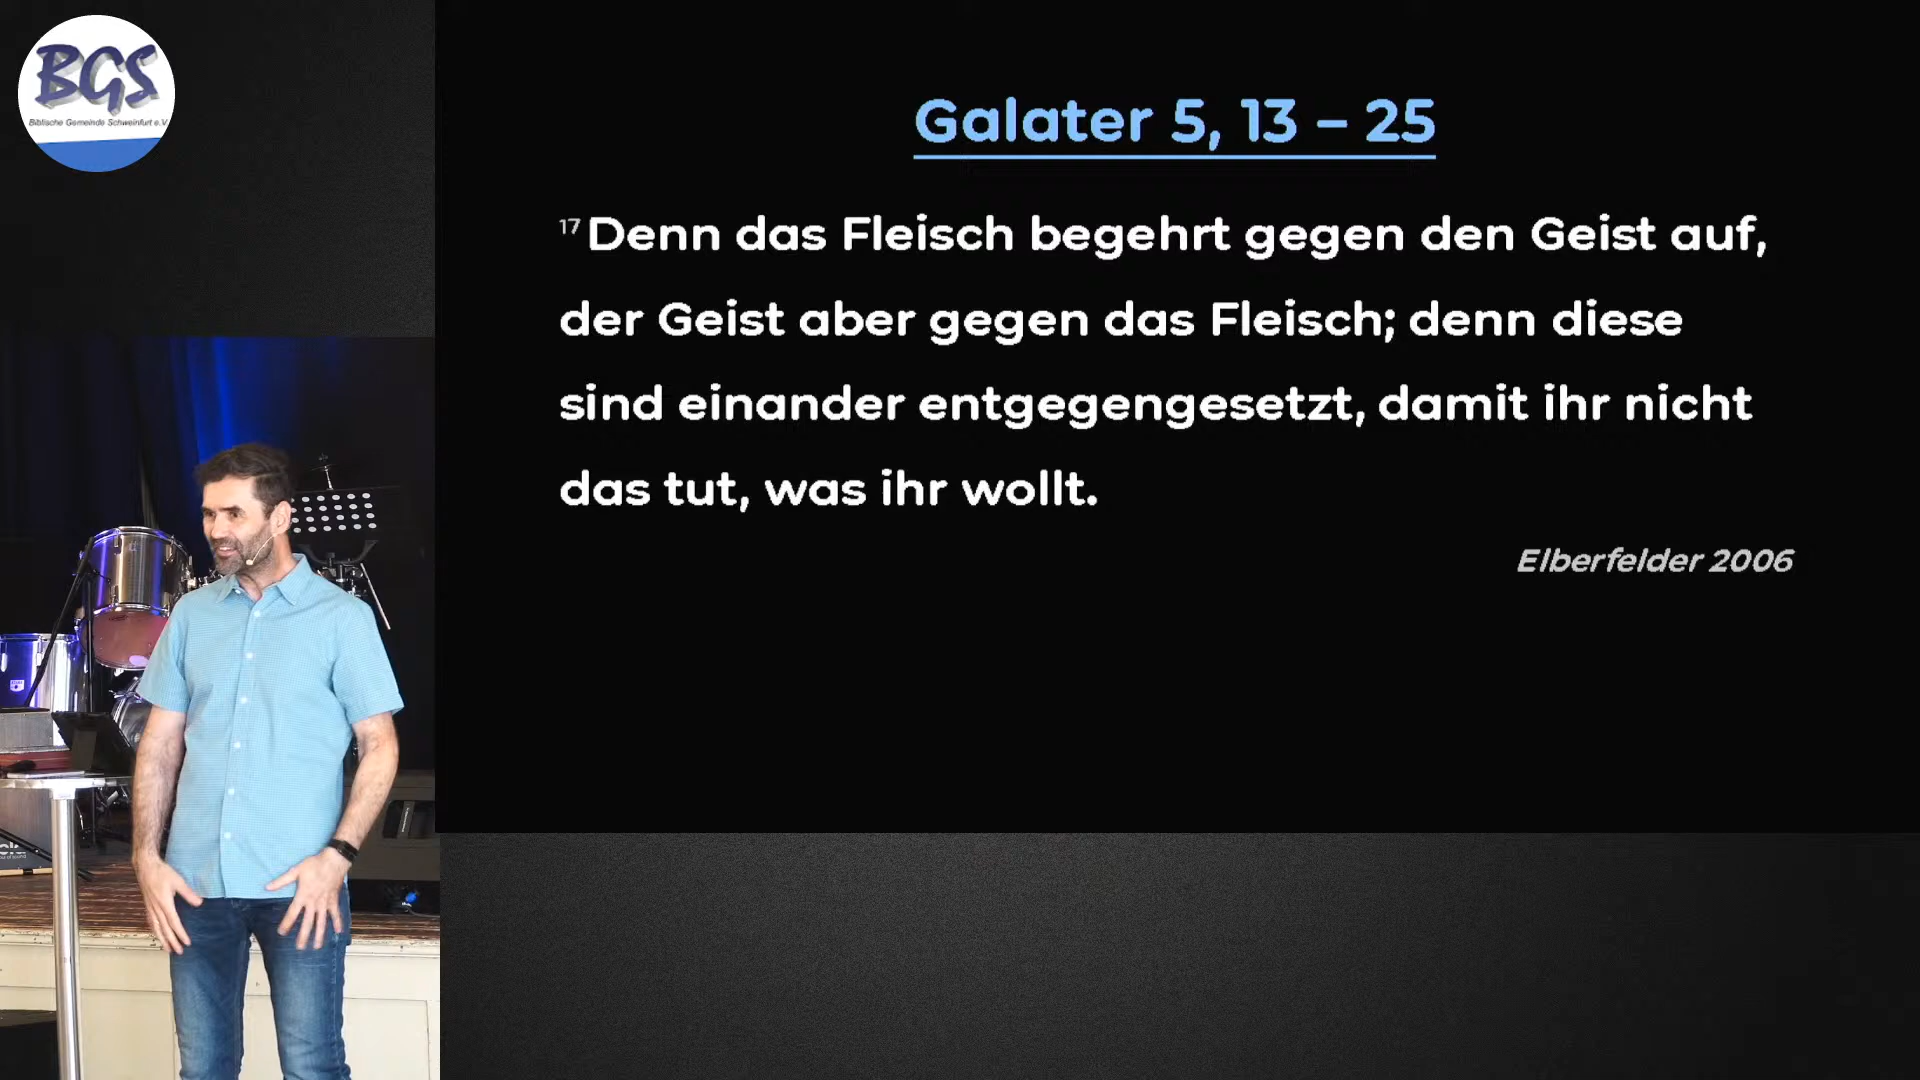 BGS
Biblische Gemeinde Schweinfurt e.V.
Galater 5, 13 – 25
17 Denn das Fleisch begehrt gegen den Geist auf,
der Geist aber gegen das Fleisch; denn diese
sind einander entgegengesetzt, damit ihr nicht
das tut, was ihr wollt.
Elberfelder 2006